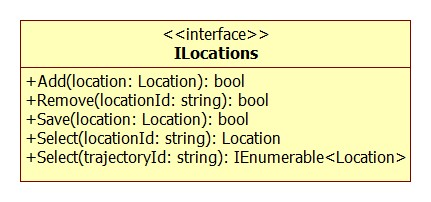 <<interface>>
ILocations
+Add(location: Location): bool
+Remove(locationId: string): bool
+Save(location: Location): bool
+Select(locationId: string): Location
+Select(trajectoryId: string): IEnumerable<Location>